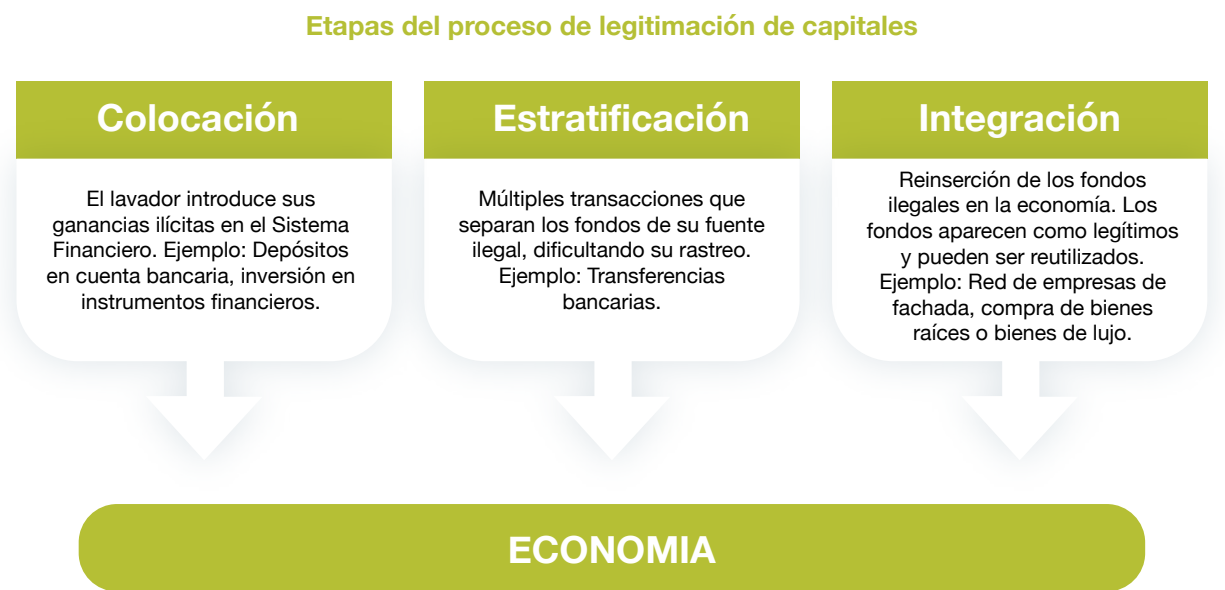 Etapas del proceso de legitimación de capitales
Colocación
El lavador introduce sus
ganancias ilícitas en el Sistema
Financiero. Ejemplo: Depósitos
en cuenta bancaria, inversión en
instrumentos financieros.
Estratificación
Múltiples transacciones que
separan los fondos de su fuente
ilegal, dificultando su rastreo.
Ejemplo: Transferencias
bancarias.
Integración
Reinserción de los fondos
ilegales en la economía. Los
fondos aparecen como legítimos
y pueden ser reutilizados.
Ejemplo: Red de empresas de
fachada, compra de bienes
raíces o bienes de lujo.
ECONOMIA